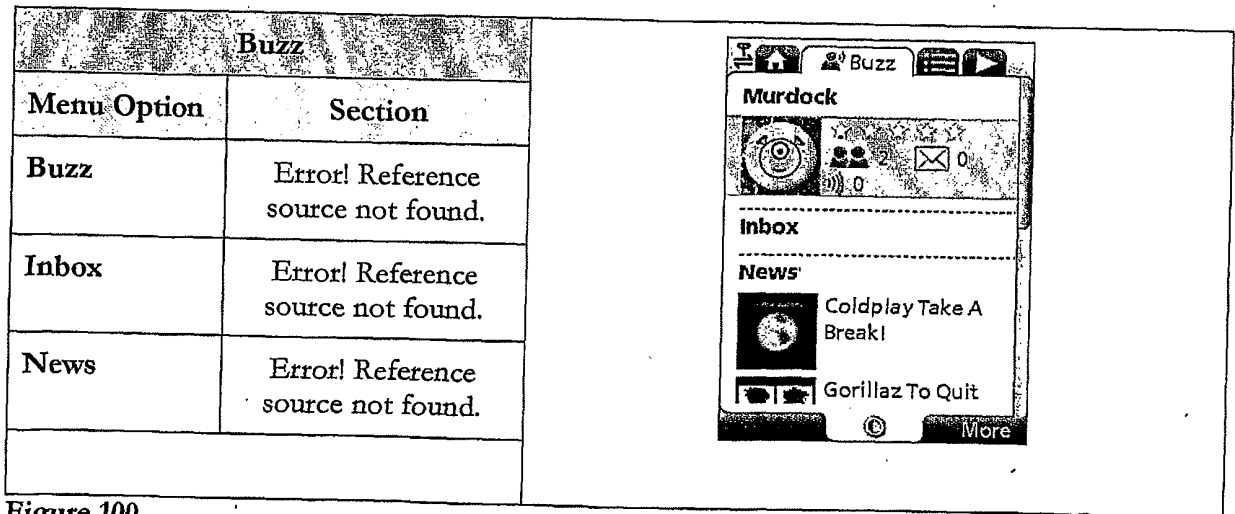 Buzz
Menu Option Section
Buzz Error! Reference
source not found.
Inbox Error! Reference
source not found.
News Error! Reference
source not found.
Buzz
Murdock
2 0
0
Inbox
News
Coldplay Take A
Break!
Gorillaz To Quit
More
Figure 100